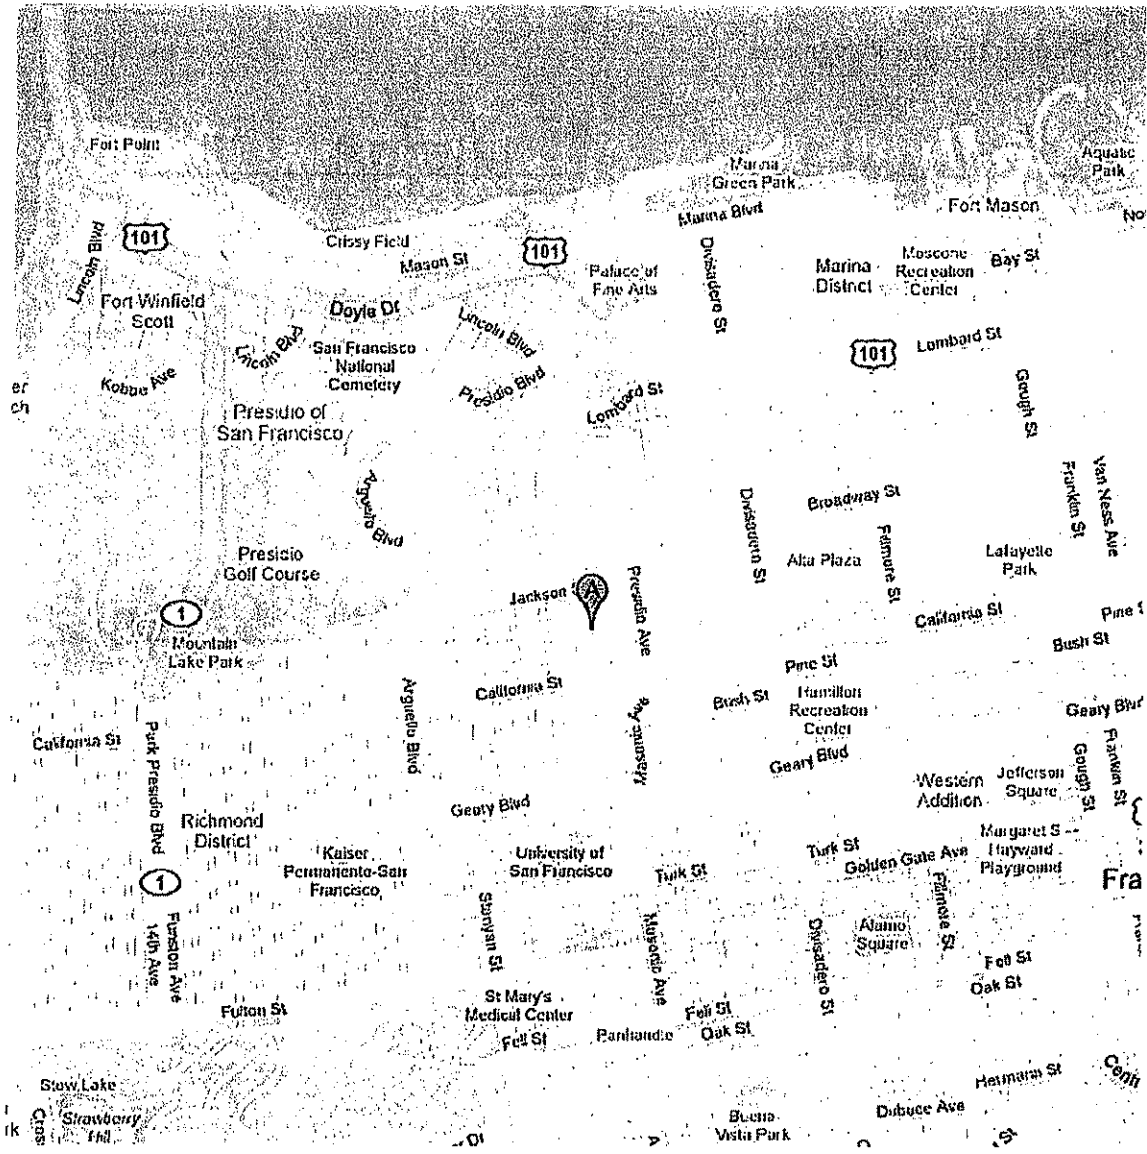 Fort Point
Aquatic
Park
Marina
Green Park
Fort Mason
Marina Blvd
Lincoln Blvd
101
Crissy Field
Mason St
101
Divisadero St
Palace of
Fine Arts
Marina
District
Moscone
Recreation
Center
Bay St
Fort Winfield
Scott
Doyle Dr
Lincoln Blvd
Lincoln Blvd
San Francisco
National
Cemetery
101
Lombard St
er
ch
Kobbe Ave
Presidio Blvd
Lombard St
Gough St
Presidio of
San Francisco
Arguello Blvd
Broadway St
Divisadero St
Franklin St
Van Ness Ave
Presidio
Golf Course
Alta Plaza
Fillmore St
Lafayette
Park
Jackson
A
Presidio Ave
1
California St
Pine S
Mountain
Lake Park
Bush St
Pine St
California St
Arguello Blvd
Bush St
Hamilton
Recreation
Center
Geary Blvd
California St
Park Presidio Blvd
Geary Blvd
Gough St
Franklin St
Western
Addition
Jefferson
Square
Geary Blvd
Richmond
District
Kaiser
Permanente-San
Francisco
University of
San Francisco
Turk St
Turk St
Golden Gate Ave
Margaret S
Hayward
Playground
1
Fra
Stanyan St
Masonic Ave
Divisadero St
Alamo
Square
Fillmore St
14th Ave
Funston Ave
Fell St
Oak St
Fulton St
St Mary's
Medical Center
Fell St
Panhandle
Fell St
Oak St
Hermann St
Stow Lake
Strawberry
Hill
Buena
Vista Park
Duboce Ave